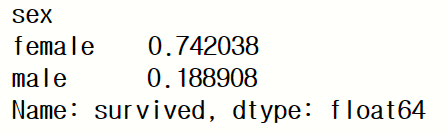 sex
female    0.742038
male      0.188908
Name: survived, dtype: float64